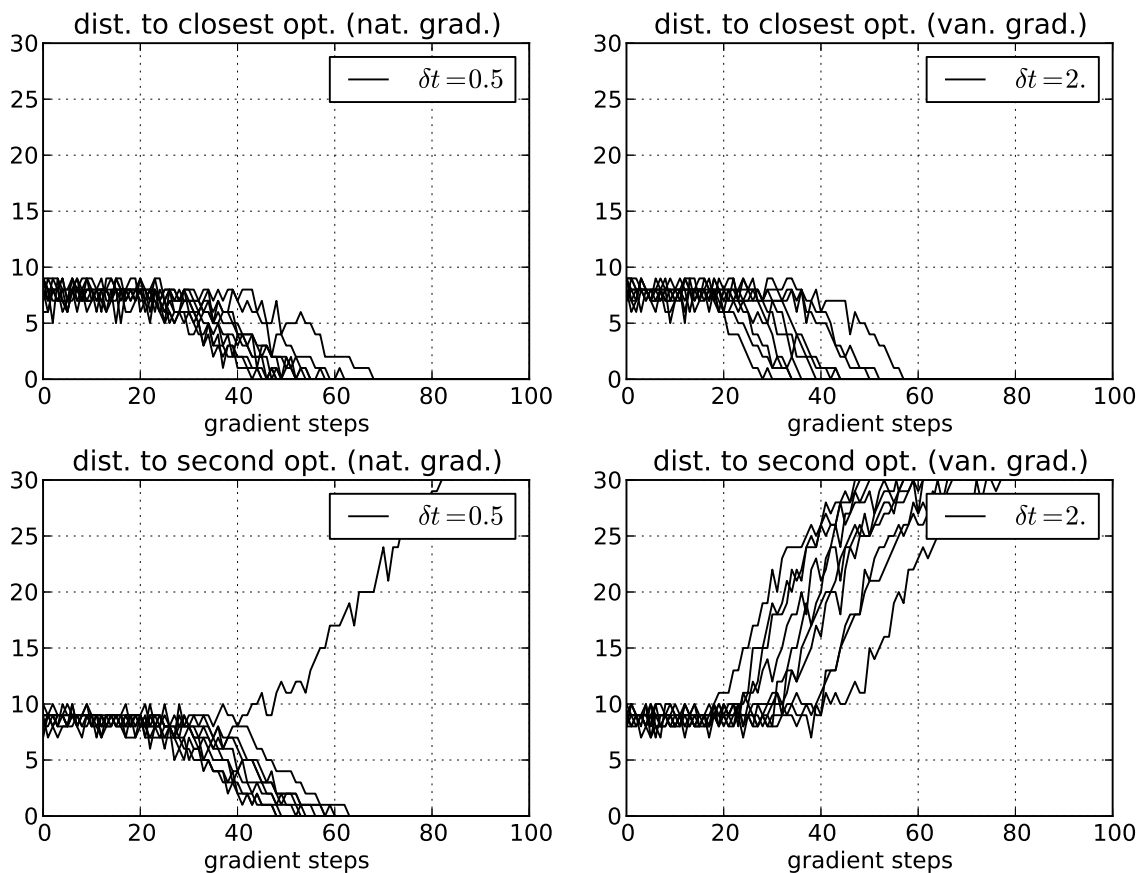 dist. to closest opt. (nat. grad.)
30
25
20
15
10
5
0
δt = 0.5
0 20 40 60 80 100
gradient steps
dist. to closest opt. (van. grad.)
30
25
20
15
10
5
0
δt = 2.
0 20 40 60 80 100
gradient steps
dist. to second opt. (nat. grad.)
30
25
20
15
10
5
0
δt = 0.5
0 20 40 60 80 100
gradient steps
dist. to second opt. (van. grad.)
30
25
20
15
10
5
0
δt = 2.
0 20 40 60 80 100
gradient steps